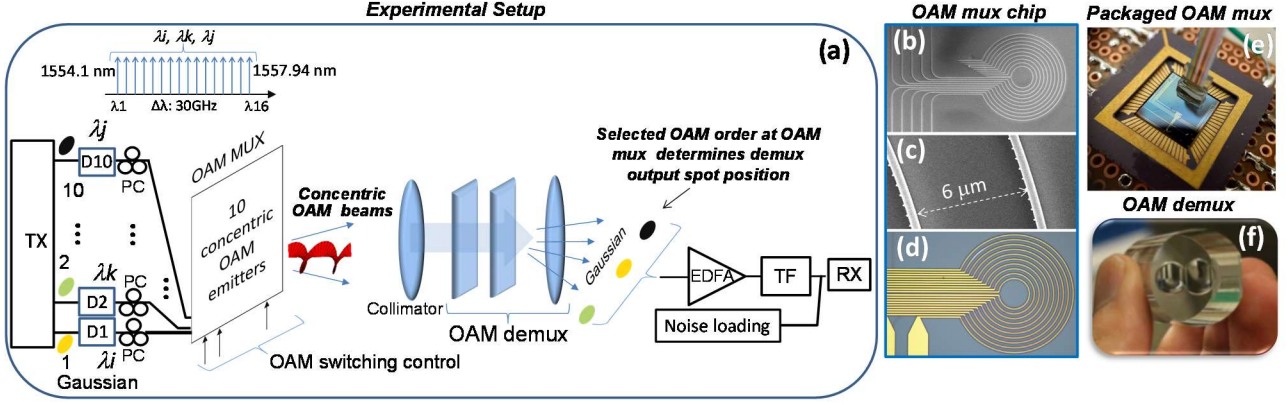 Experimental Setup
(a)
λi, λk, λj
1554.1 nm
1557.94 nm
λ1
Δλ: 30GHz
λ16
TX
λj
D10
PC
10
2
λk
D2
PC
D1
PC
1
λi
Gaussian
OAM MUX
10
concentric
OAM
emitters
OAM switching control
Concentric
OAM beams
Collimator
OAM demux
Selected OAM order at OAM
mux determines demux
output spot position
Gaussian
EDFA
TF
RX
Noise loading
OAM mux chip
(b)
(c)
6 μm
(d)
Packaged OAM mux
(e)
OAM demux
(f)